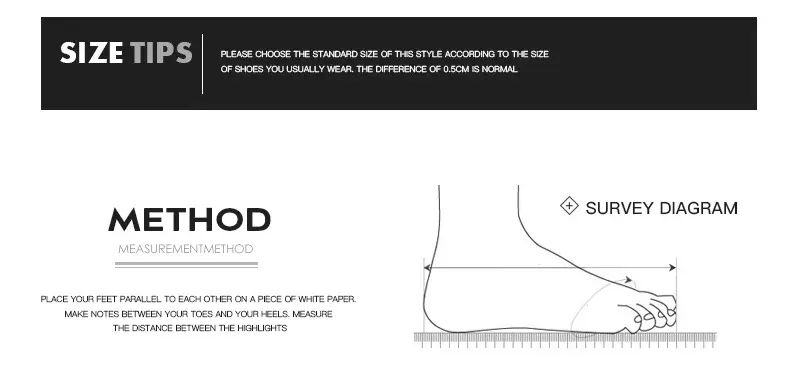 SIZE TIPS
PLEASE CHOOSE THE STANDARD SIZE OF THIS STYLE ACCORDING TO THE SIZE
OF SHOES YOU USUALLY WEAR. THE DIFFERENCE OF 0.5CM IS NORMAL
METHOD
MEASUREMENTMETHOD
PLACE YOUR FEET PARALLEL TO EACH OTHER ON A PIECE OF WHITE PAPER.
MAKE NOTES BETWEEN YOUR TOES AND YOUR HEELS. MEASURE
THE DISTANCE BETWEEN THE HIGHLIGHTS
SURVEY DIAGRAM